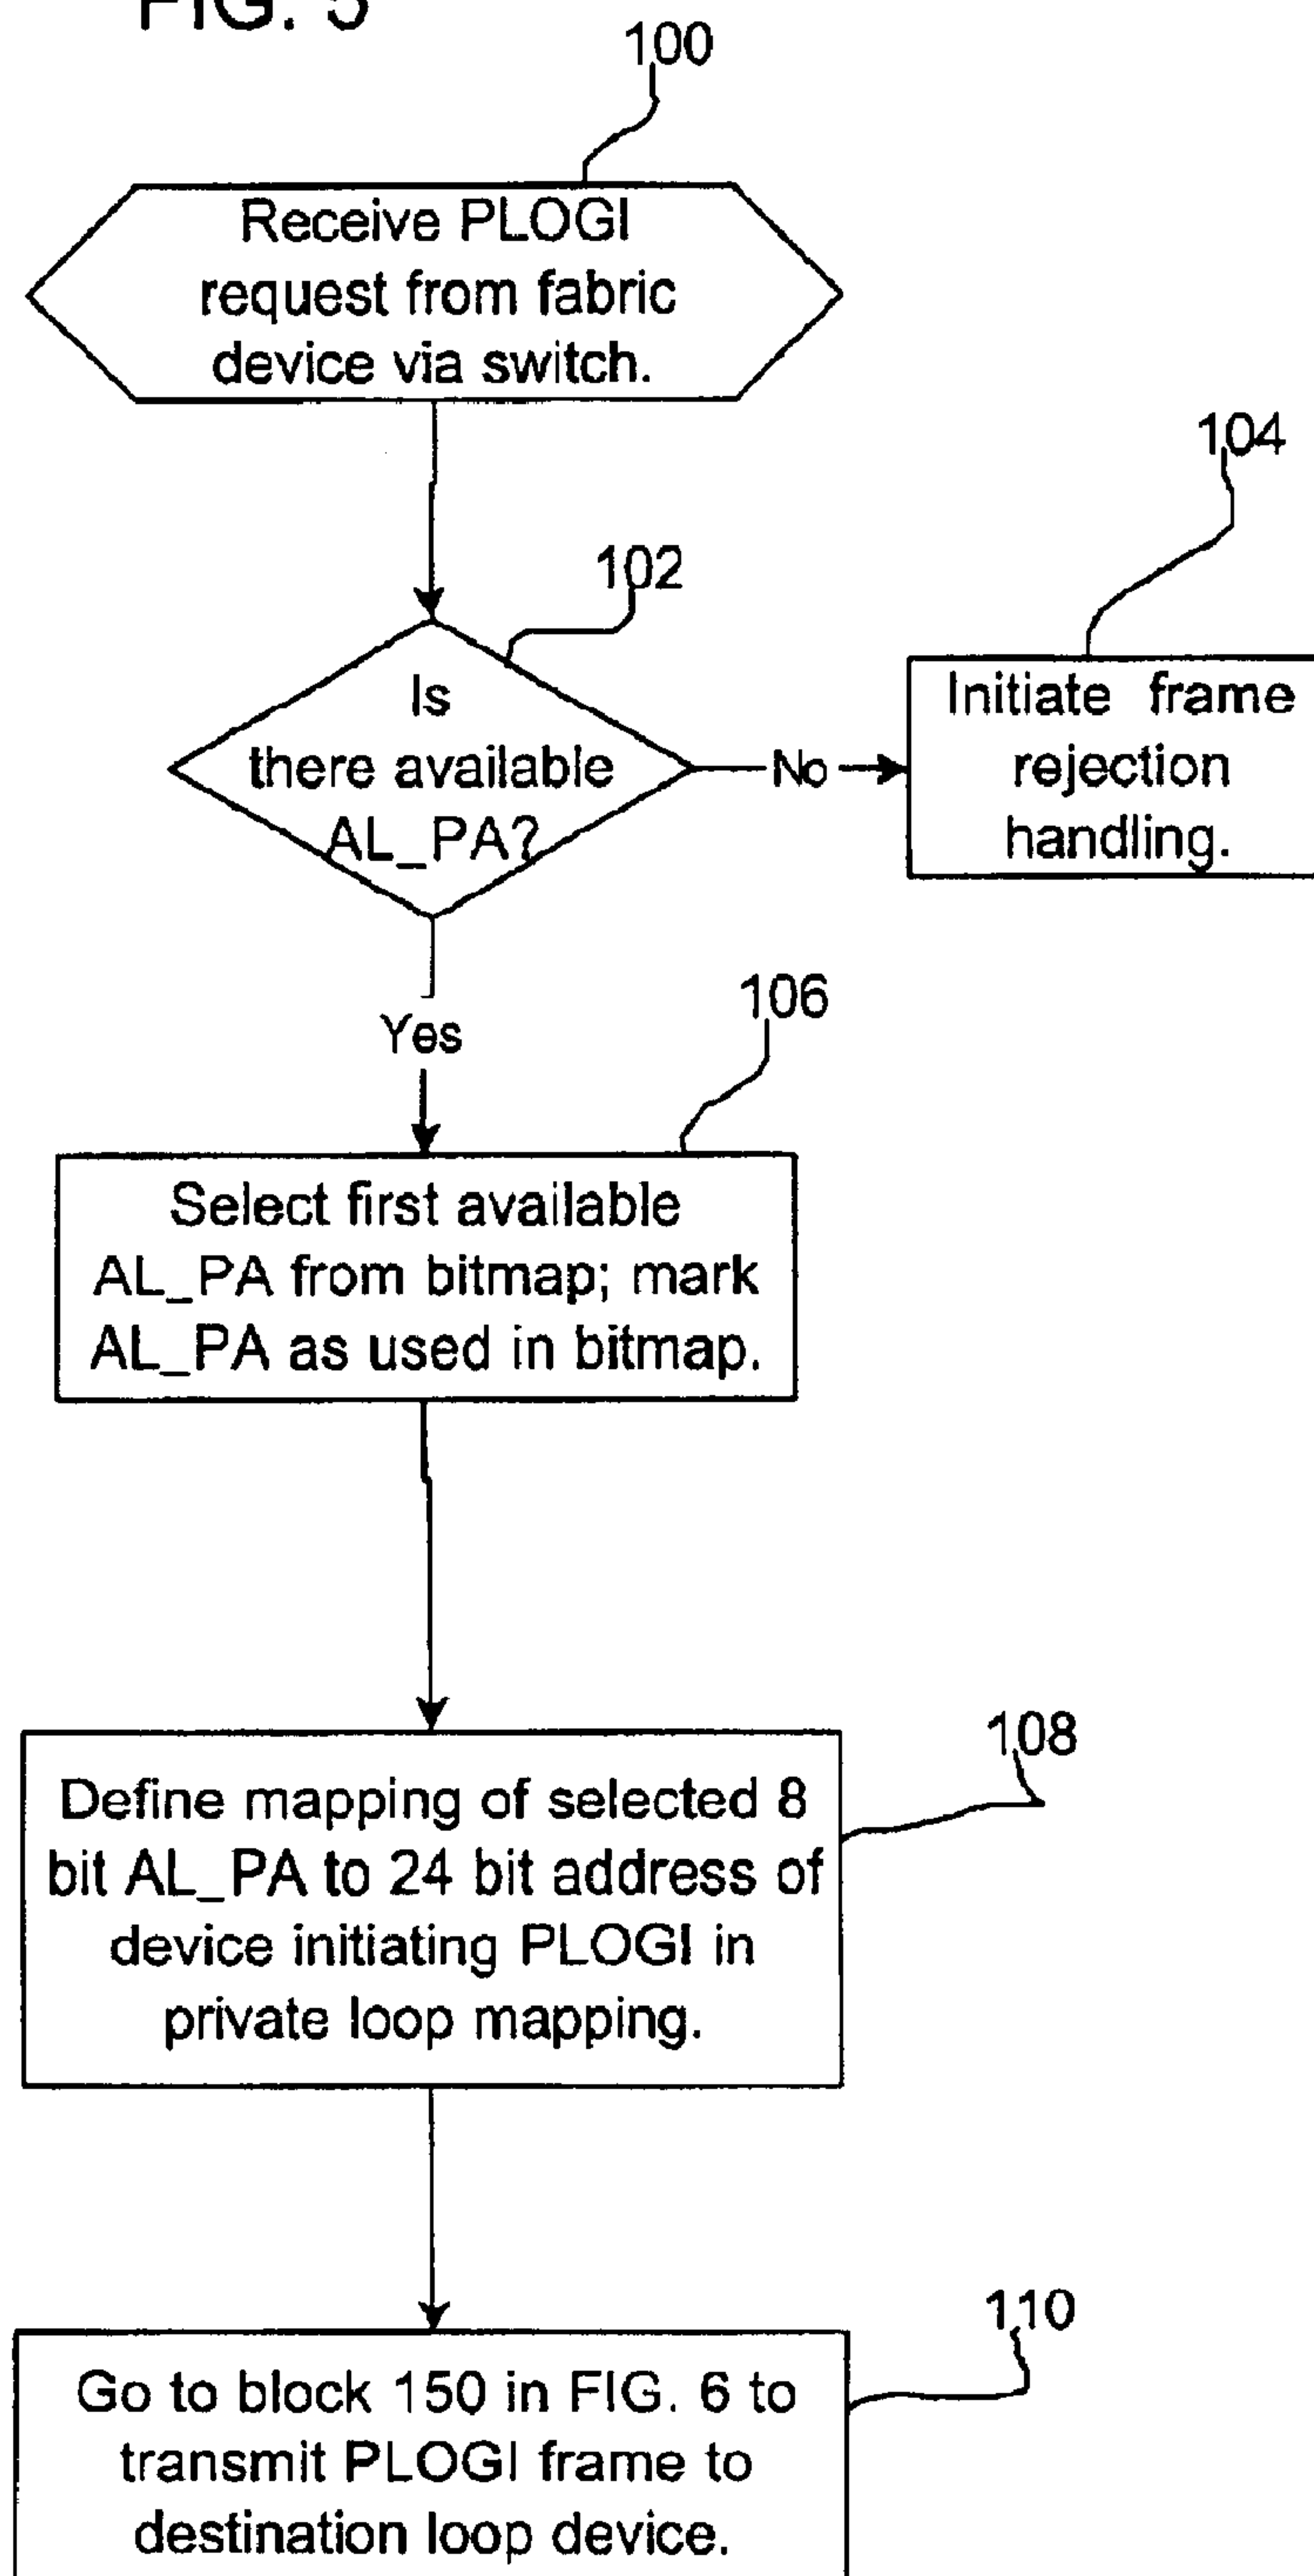 FIG. 5
100
Receive PLOGI
request from fabric
device via switch.
104
102
Is
there available
AL_PA?
No
Initiate frame
rejection
handling.
Yes
106
Select first available
AL_PA from bitmap; mark
AL_PA as used in bitmap.
108
Define mapping of selected 8
bit AL_PA to 24 bit address of
device initiating PLOGI in
private loop mapping.
110
Go to block 150 in FIG. 6 to
transmit PLOGI frame to
destination loop device.